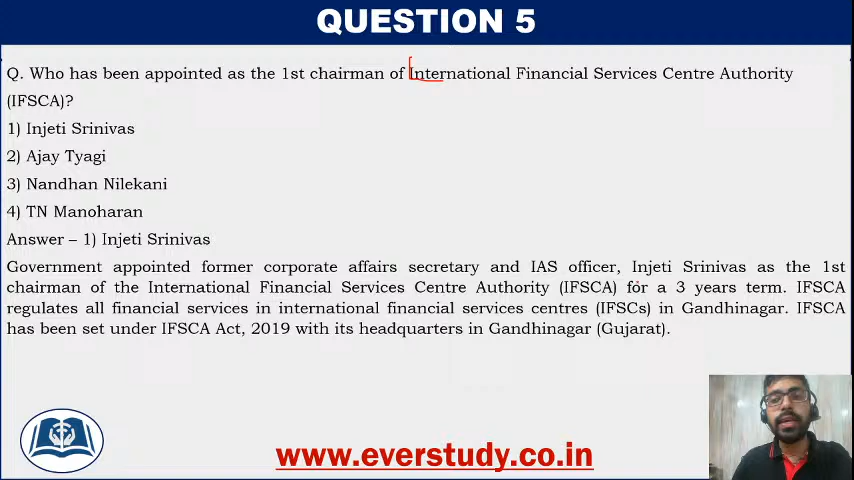 QUESTION 5
Q. Who has been appointed as the 1st chairman of International Financial Services Centre Authority
(IFSCA)?
1) Injeti Srinivas
2) Ajay Tyagi
3) Nandhan Nilekani
4) TN Manoharan
Answer – 1) Injeti Srinivas
Government appointed former corporate affairs secretary and IAS officer, Injeti Srinivas as the 1st
chairman of the International Financial Services Centre Authority (IFSCA) for a 3 years term. IFSCA
regulates all financial services in international financial services centres (IFSCs) in Gandhinagar. IFSCA
has been set under IFSCA Act, 2019 with its headquarters in Gandhinagar (Gujarat).
www.everstudy.co.in